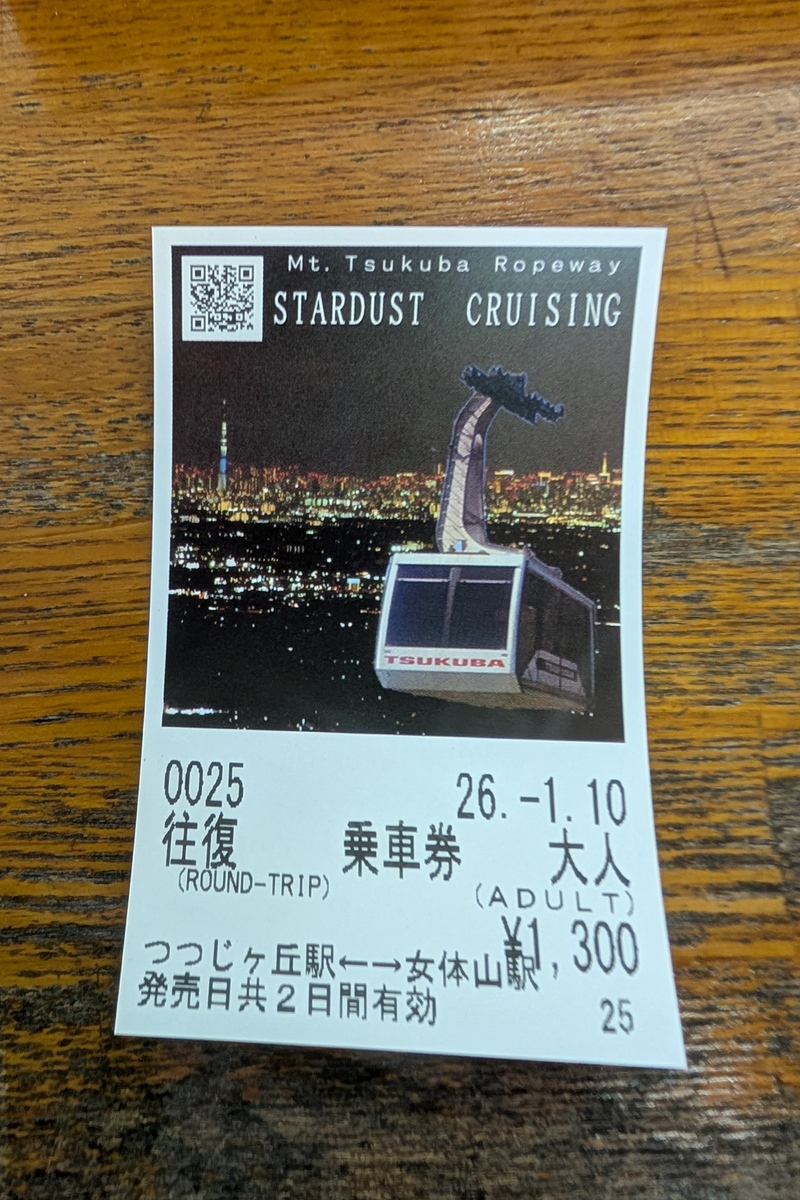 Mt. Tsukuba Ropeway
STARDUST CRUISING
TSUKUBA
0025 26.-1.10
往復 乗車券 大人
(ROUND-TRIP) (ADULT)
¥1,300
つつじヶ丘駅←→女体山駅
発売日共2日間有効 25